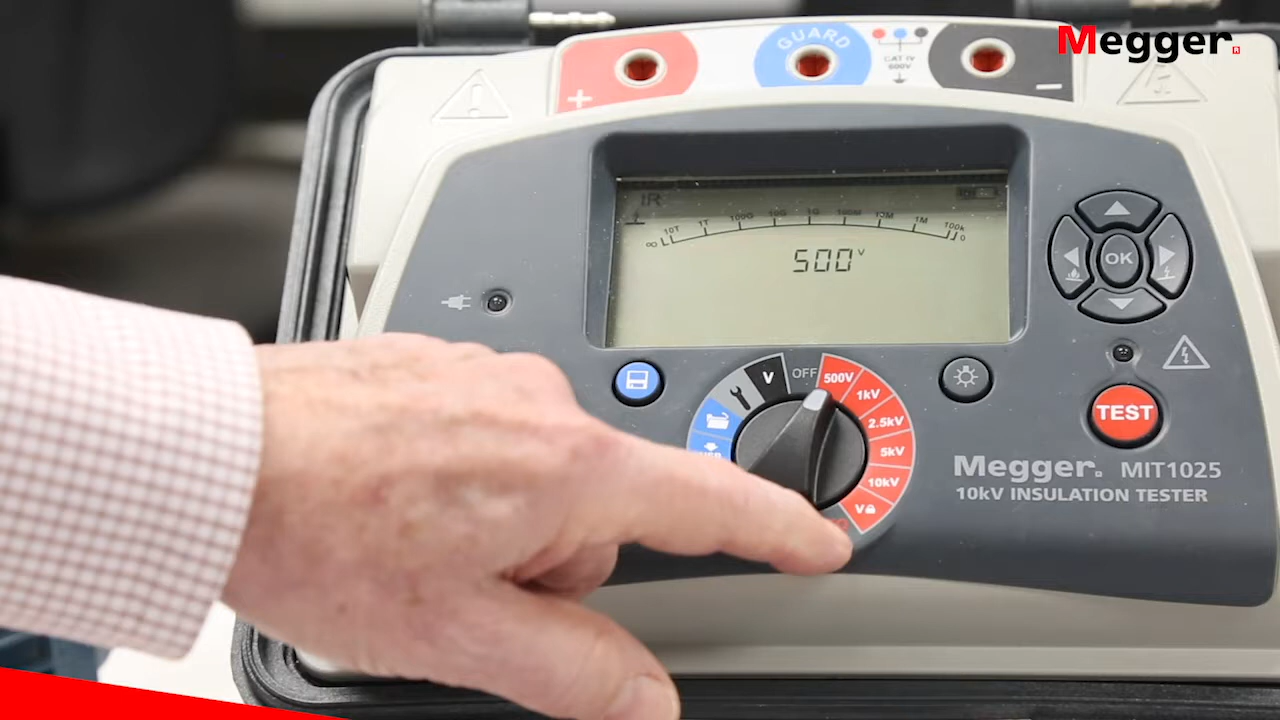 Megger
GUARD
CAT IV
600V
+
−
IR
∞ 10T 1T 100G 10G 1G 100M 10M 1M 100k 0
500 V
OK
OFF
500V
1kV
2.5kV
5kV
10kV
V
V
TEST
Megger. MIT1025
10kV INSULATION TESTER